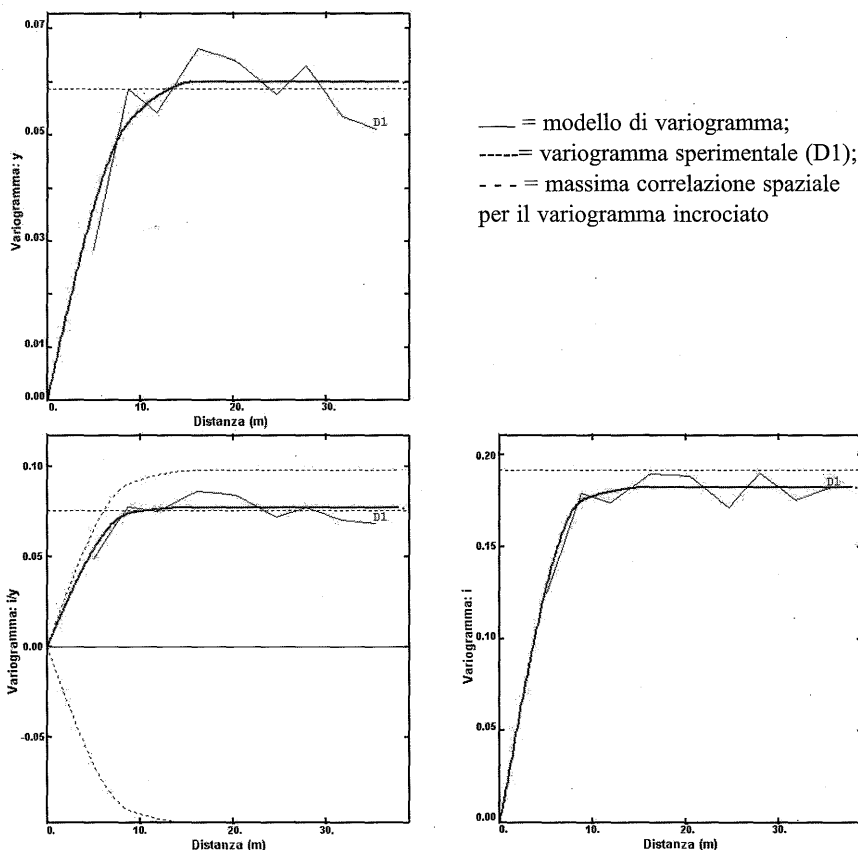 0.07
0.05
0.03
0.01
0.00
Variogramma: y
D1
0.
10.
20.
30.
Distanza (m)
= modello di variogramma;
= variogramma sperimentale (D1);
= massima correlazione spaziale
per il variogramma incrociato
0.10
0.05
0.00
-0.05
Variogramma: i/y
D1
0.
10.
20.
30.
Distanza (m)
0.20
0.15
0.10
0.05
0.00
Variogramma: i
D1
0.
10.
20.
30.
Distanza (m)